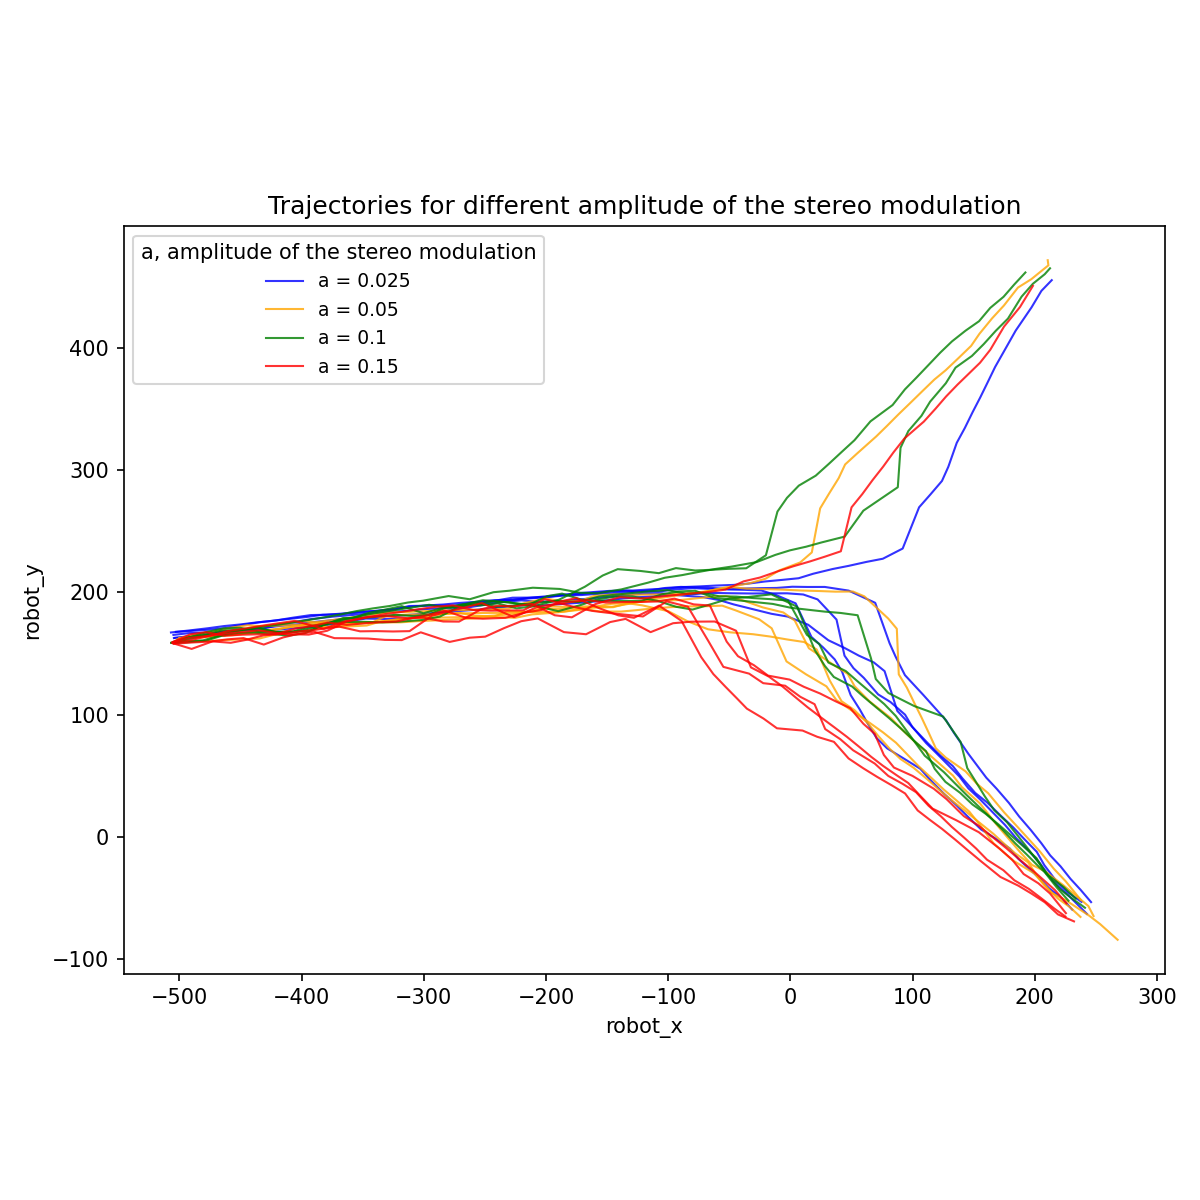 Trajectories for different amplitude of the stereo modulation
a, amplitude of the stereo modulation
a = 0.025
a = 0.05
a = 0.1
a = 0.15
robot_y
400
300
200
100
0
−100
−500 −400 −300 −200 −100 0 100 200 300
robot_x